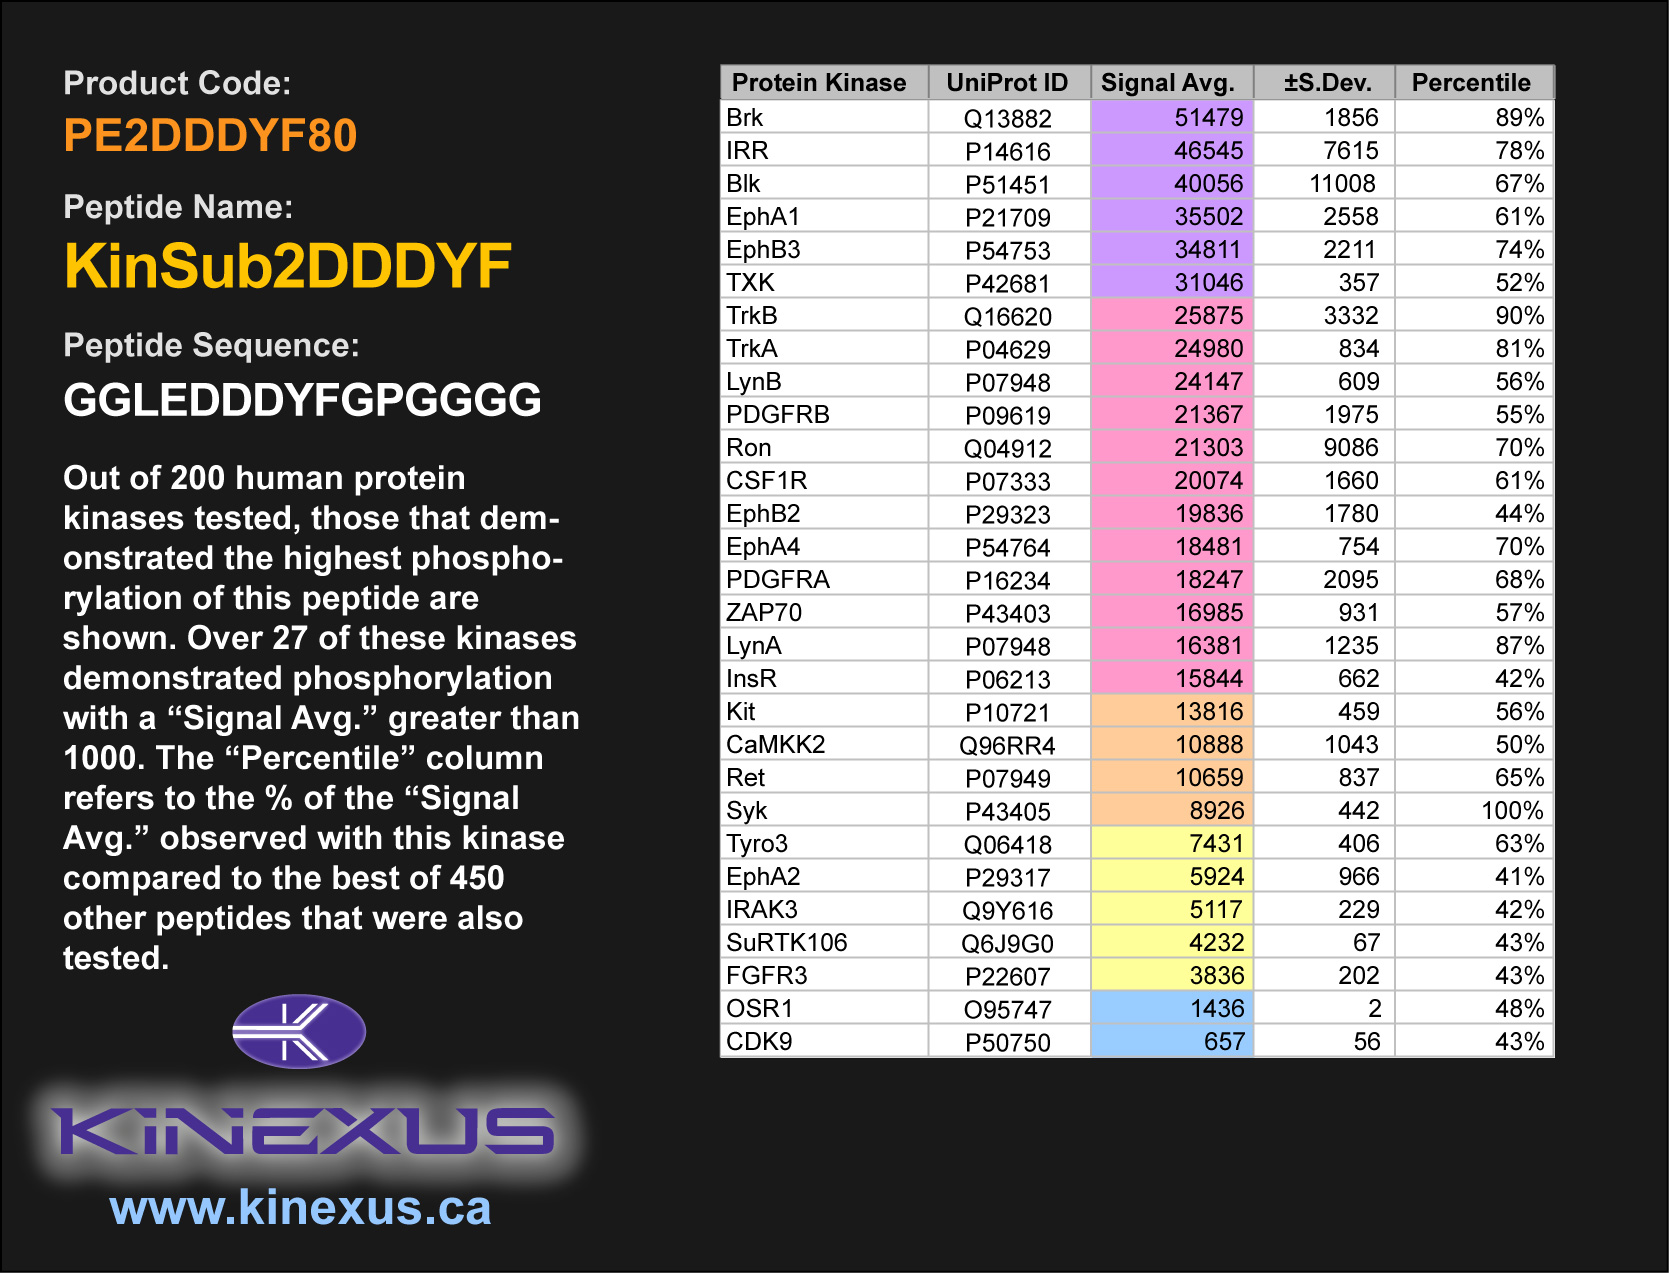 Product Code:
PE2DDDYF80
Peptide Name:
KinSub2DDDYF
Peptide Sequence:
GGLEDDDYFGPGGGG
Out of 200 human protein
kinases tested, those that dem-
onstrated the highest phospho-
rylation of this peptide are
shown. Over 27 of these kinases
demonstrated phosphorylation
with a “Signal Avg.” greater than
1000. The “Percentile” column
refers to the % of the “Signal
Avg.” observed with this kinase
compared to the best of 450
other peptides that were also
tested.
KINEXUS
www.kinexus.ca
Protein Kinase UniProt ID Signal Avg. ±S.Dev. Percentile
Brk Q13882 51479 1856 89%
IRR P14616 46545 7615 78%
Blk P51451 40056 11008 67%
EphA1 P21709 35502 2558 61%
EphB3 P54753 34811 2211 74%
TXK P42681 31046 357 52%
TrkB Q16620 25875 3332 90%
TrkA P04629 24980 834 81%
LynB P07948 24147 609 56%
PDGFRB P09619 21367 1975 55%
Ron Q04912 21303 9086 70%
CSF1R P07333 20074 1660 61%
EphB2 P29323 19836 1780 44%
EphA4 P54764 18481 754 70%
PDGFRA P16234 18247 2095 68%
ZAP70 P43403 16985 931 57%
LynA P07948 16381 1235 87%
InsR P06213 15844 662 42%
Kit P10721 13816 459 56%
CaMKK2 Q96RR4 10888 1043 50%
Ret P07949 10659 837 65%
Syk P43405 8926 442 100%
Tyro3 Q06418 7431 406 63%
EphA2 P29317 5924 966 41%
IRAK3 Q9Y616 5117 229 42%
SuRTK106 Q6J9G0 4232 67 43%
FGFR3 P22607 3836 202 43%
OSR1 O95747 1436 2 48%
CDK9 P50750 657 56 43%